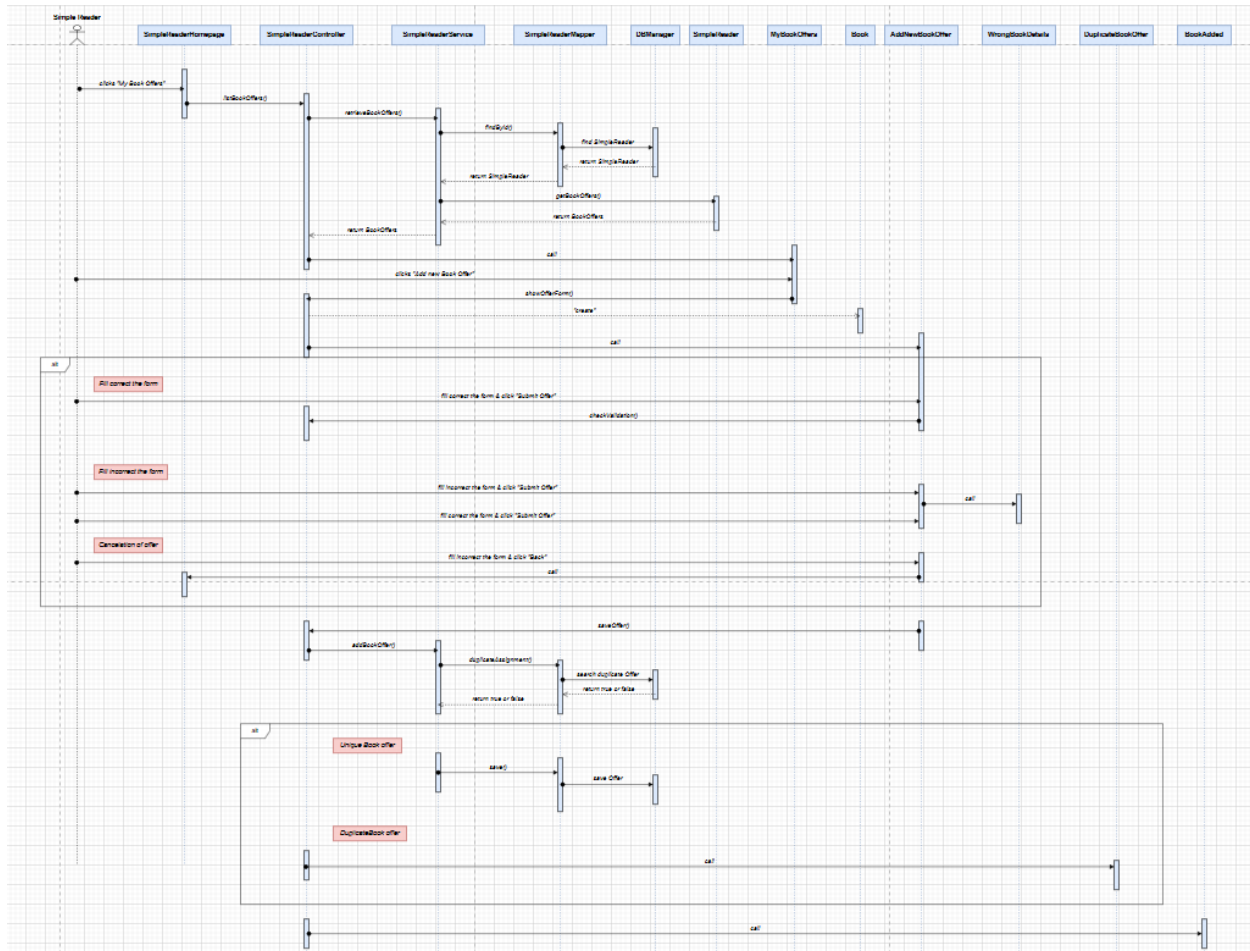 Simple Reader
SimpleReaderHomepage
SimpleReaderController
SimpleReaderService
SimpleReaderMapper
DBManager
SimpleReader
MyBookOffers
Book
AddNewBookOffer
WrongBookDetails
DuplicateBookOffer
BookAdded
clicks "My Book Offers"
listBookOffers()
retrieveBookOffers()
findById()
find SimpleReader
return SimpleReader
return SimpleReader
getBookOffers()
return BookOffers
return BookOffers
call
clicks "Add new Book Offer"
showOfferForm()
"create"
call
alt
Fill correct the form
fill correct the form & click "Submit Offer"
checkValidation()
Fill incorrect the form
fill incorrect the form & click "Submit Offer"
call
fill correct the form & click "Submit Offer"
Cancelation of offer
fill incorrect the form & click "Back"
call
saveOffer()
addBookOffer()
duplicateAssignment()
search duplicate Offer
return true or false
return true or false
alt
Unique Book offer
save()
save Offer
DuplicateBook offer
call
call